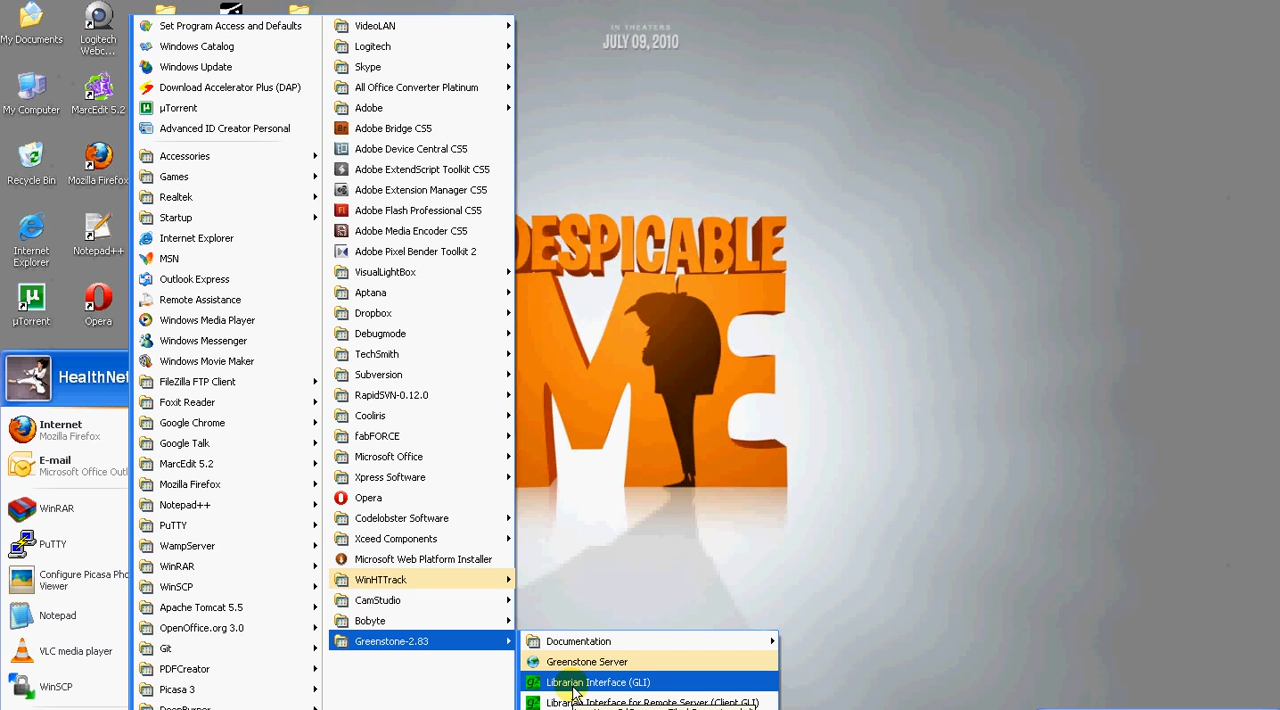 IN THEATERS
JULY 09, 2010
DESPICABLE
ME
My Documents
Logitech
Webc...
My Computer
MarcEdit 5.2
Recycle Bin
Mozilla Firefox
Internet
Explorer
Notepad++
µTorrent
Opera
HealthNet
Internet
Mozilla Firefox
E-mail
Microsoft Office Outl
WinRAR
PuTTY
Configure Picasa Pho
Viewer
Notepad
VLC media player
WinSCP
Set Program Access and Defaults
Windows Catalog
Windows Update
Download Accelerator Plus (DAP)
µTorrent
Advanced ID Creator Personal
Accessories
Games
Realtek
Startup
Internet Explorer
MSN
Outlook Express
Remote Assistance
Windows Media Player
Windows Messenger
Windows Movie Maker
FileZilla FTP Client
Foxit Reader
Google Chrome
Google Talk
MarcEdit 5.2
Mozilla Firefox
Notepad++
PuTTY
WampServer
WinRAR
WinSCP
Apache Tomcat 5.5
OpenOffice.org 3.0
Git
PDFCreator
Picasa 3
DeepBurner
VideoLAN
Logitech
Skype
All Office Converter Platinum
Adobe
Adobe Bridge CS5
Adobe Device Central CS5
Adobe ExtendScript Toolkit CS5
Adobe Extension Manager CS5
Adobe Flash Professional CS5
Adobe Media Encoder CS5
Adobe Pixel Bender Toolkit 2
VisualLightBox
Aptana
Dropbox
Debugmode
TechSmith
Subversion
RapidSVN-0.12.0
Cooliris
fabFORCE
Microsoft Office
Xpress Software
Opera
Codelobster Software
Xceed Components
Microsoft Web Platform Installer
WinHTTrack
CamStudio
Bobyte
Greenstone-2.83
Documentation
Greenstone Server
Librarian Interface (GLI)
Librarian Interface for Remote Server (Client GLI)